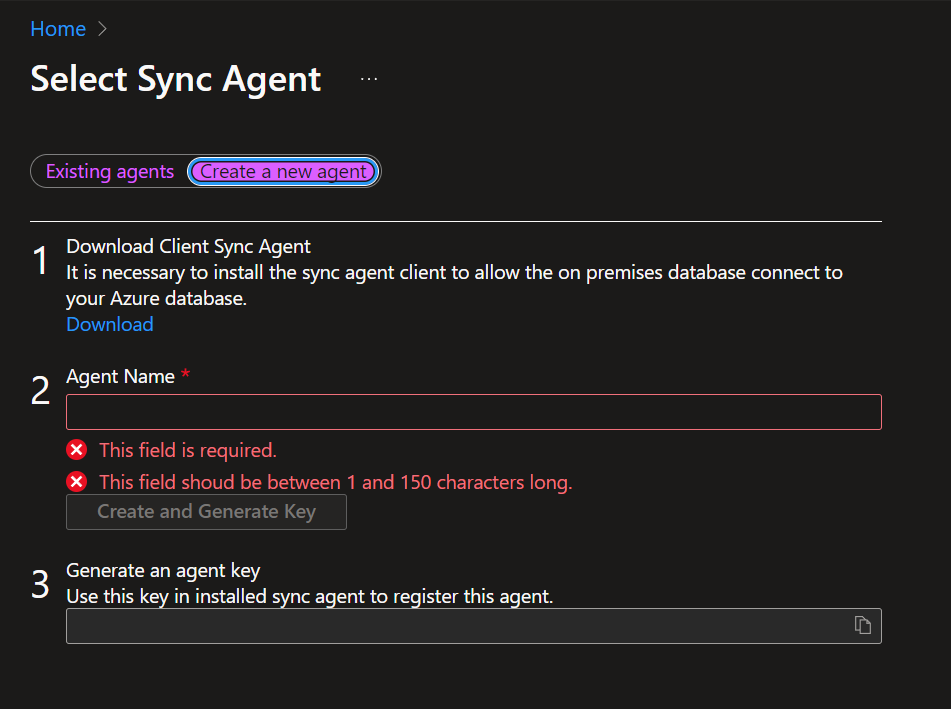 Home >
Select Sync Agent ...
Existing agents Create a new agent
1 Download Client Sync Agent
It is necessary to install the sync agent client to allow the on premises database connect to
your Azure database.
Download
2 Agent Name *
This field is required.
This field shoud be between 1 and 150 characters long.
Create and Generate Key
3 Generate an agent key
Use this key in installed sync agent to register this agent.